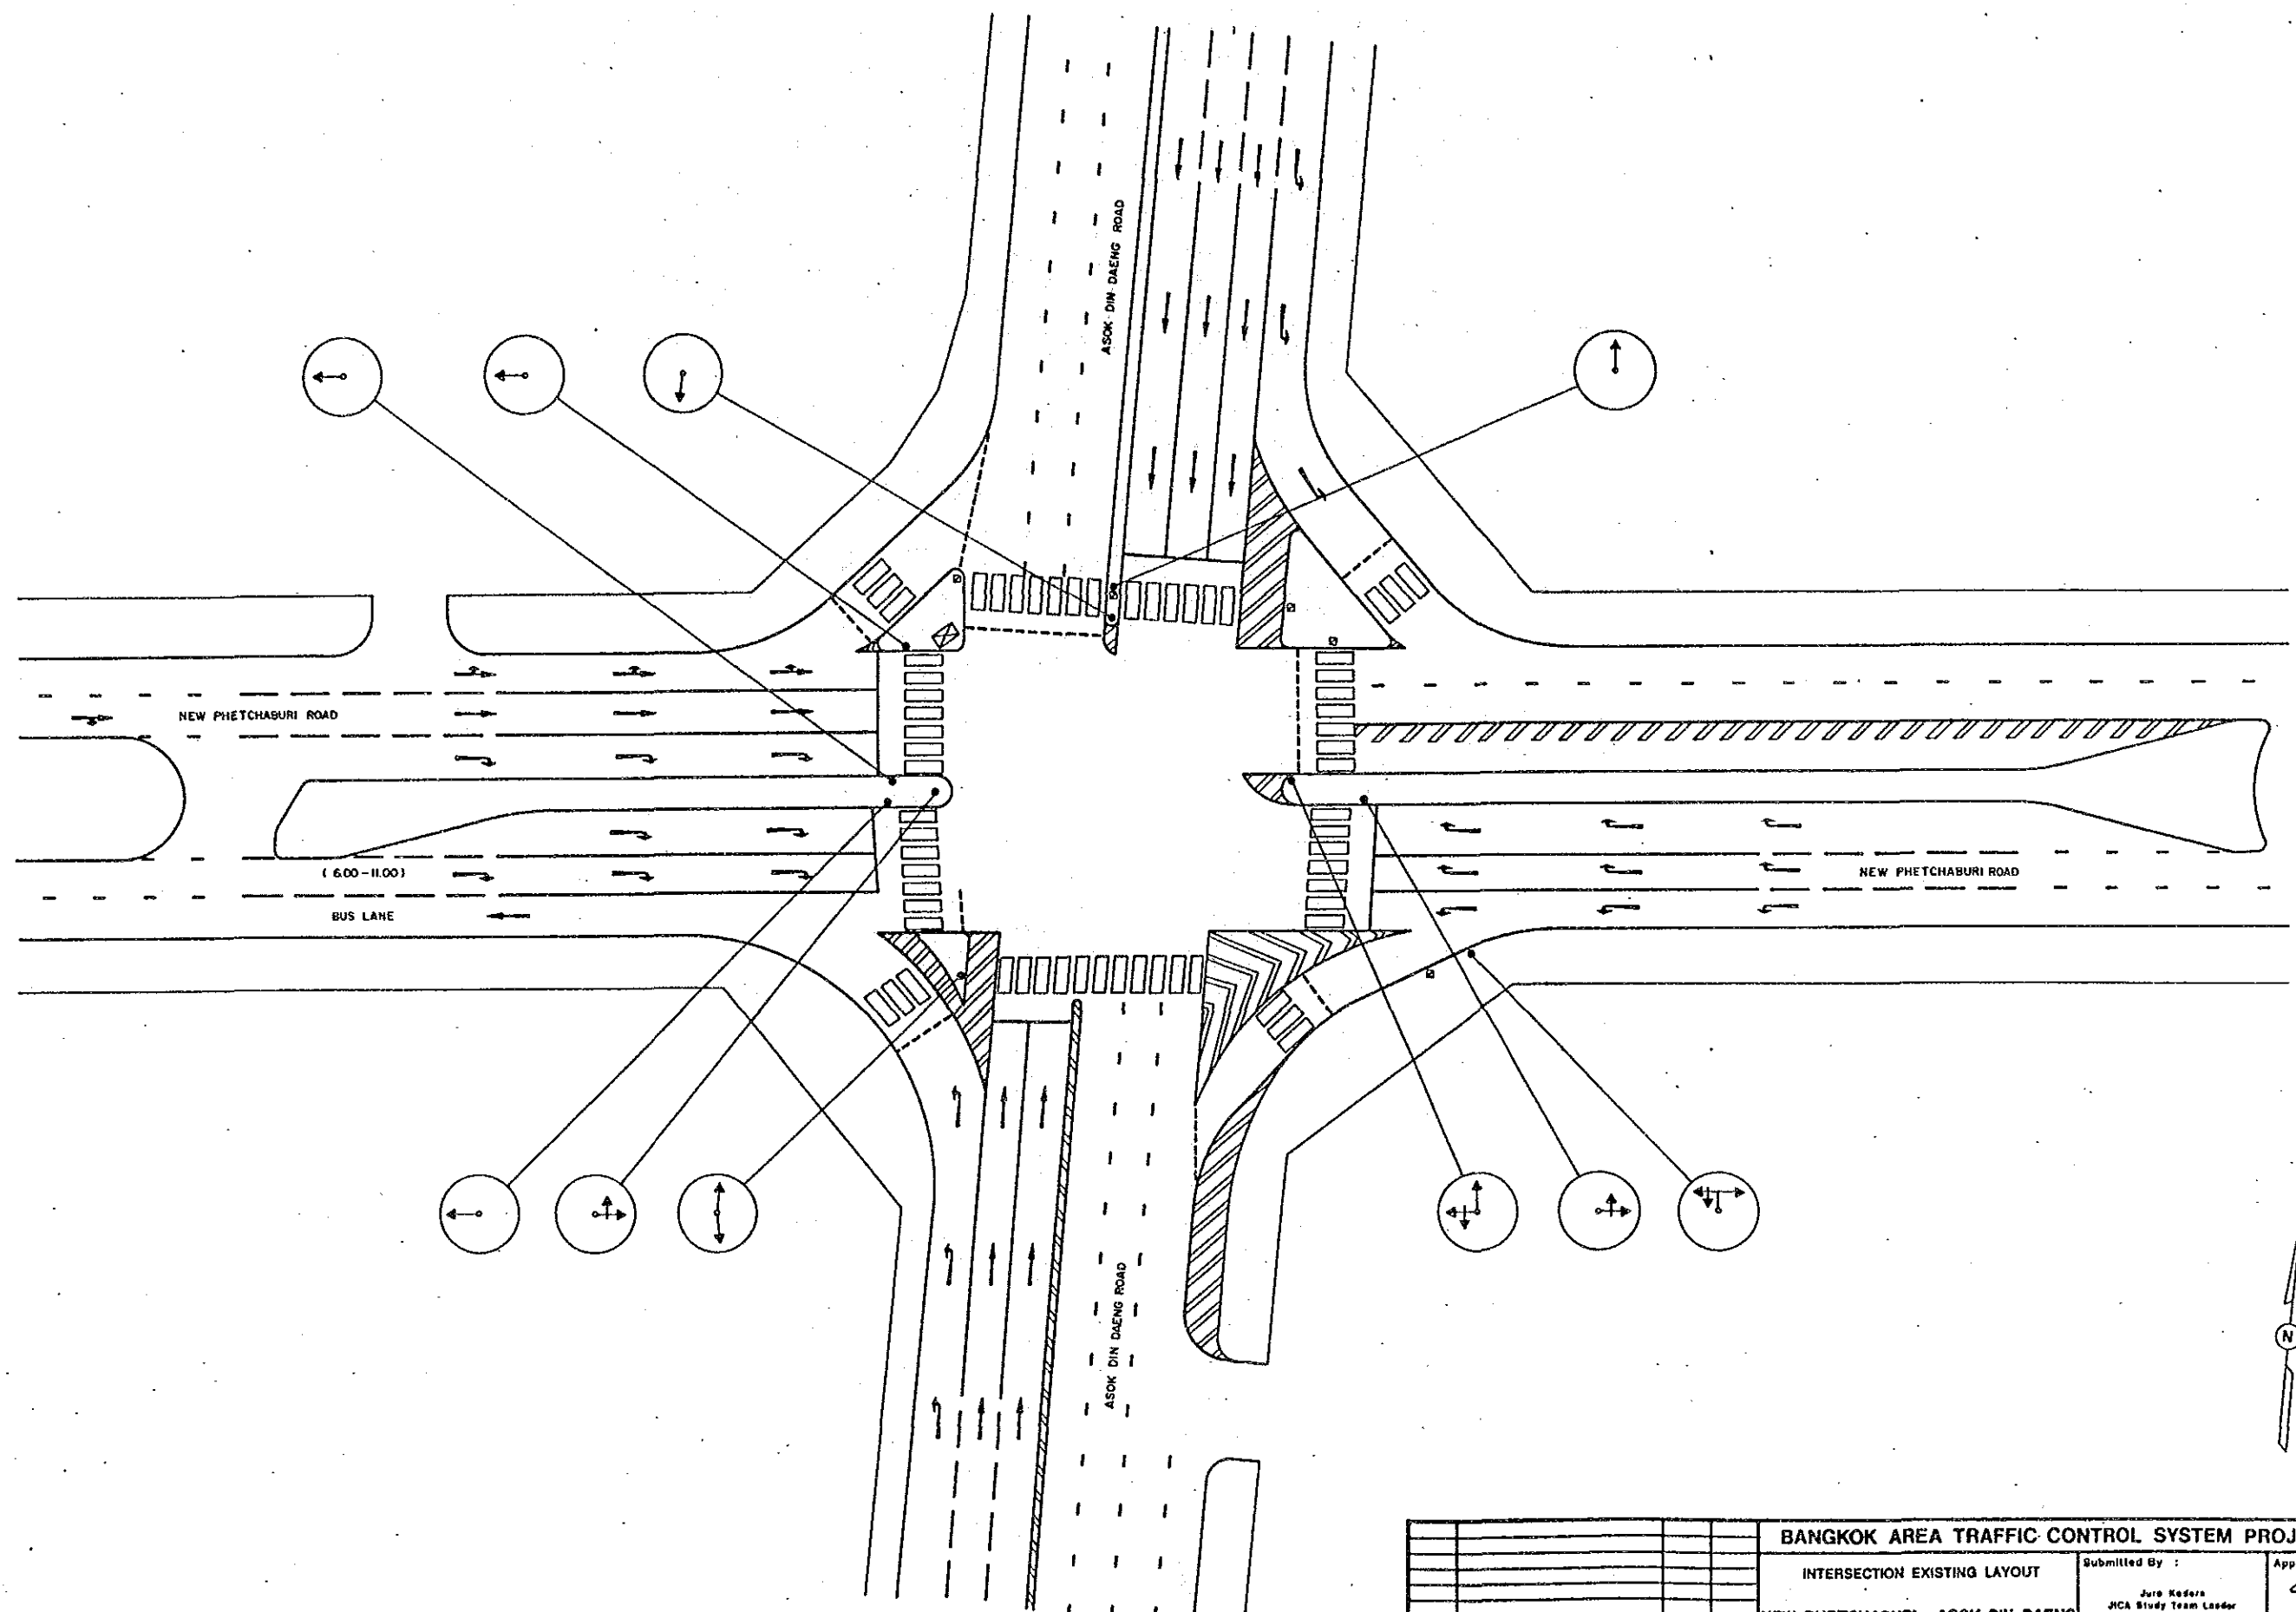 ASOK-DIN-DAENG ROAD
NEW PHETCHABURI ROAD
(6.00-11.00)
BUS LANE
NEW PHETCHABURI ROAD
ASOK DIN DAENG ROAD
N
BANGKOK AREA TRAFFIC CONTROL SYSTEM PROJ
INTERSECTION EXISTING LAYOUT
Submitted By :
App
JICA Study Team Leader